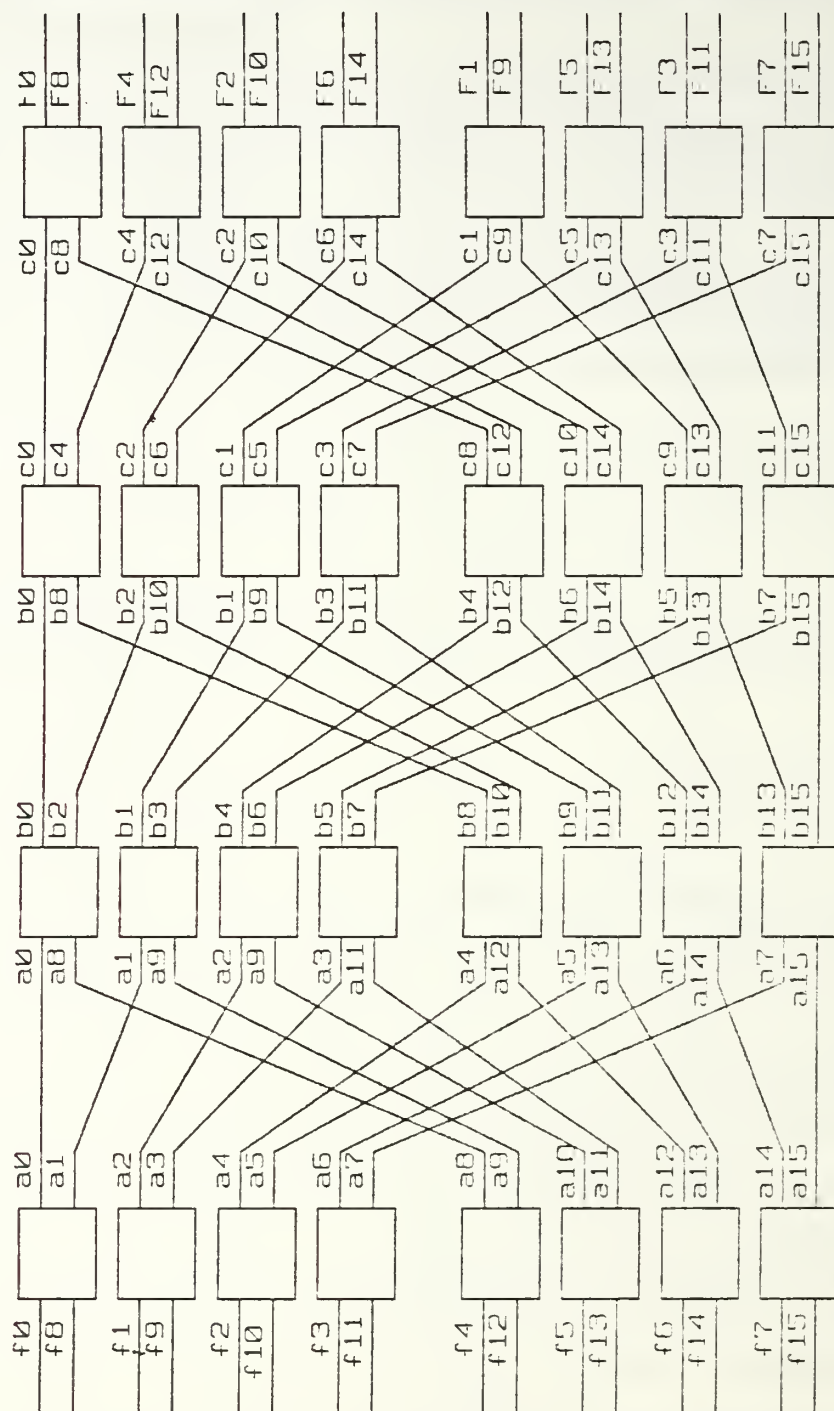 f0 a0 a0 b0 b0 c0 c0 F0
f8 a1 a8 b2 b8 c4 c8 F8
f1 a2 a1 b1 b2 c2 c4 F4
f9 a3 a9 b3 b10 c6 c12 F12
f2 a4 a2 b4 b1 c1 c2 F2
f10 a5 a9 b6 b9 c5 c10 F10
f3 a6 a3 b5 b3 c3 c6 F6
f11 a7 a11 b7 b11 c7 c14 F14
f4 a8 a4 b8 b4 c8 c1 F1
f12 a9 a12 b10 b12 c12 c9 F9
f5 a10 a5 b9 b6 c10 c5 F5
f13 a11 a13 b11 b14 c14 c13 F13
f6 a12 a6 b12 b5 c9 c3 F3
f14 a13 a14 b14 b13 c13 c11 F11
f7 a14 a7 b13 b7 c11 c7 F7
f15 a15 a15 b15 b15 c15 c15 F15